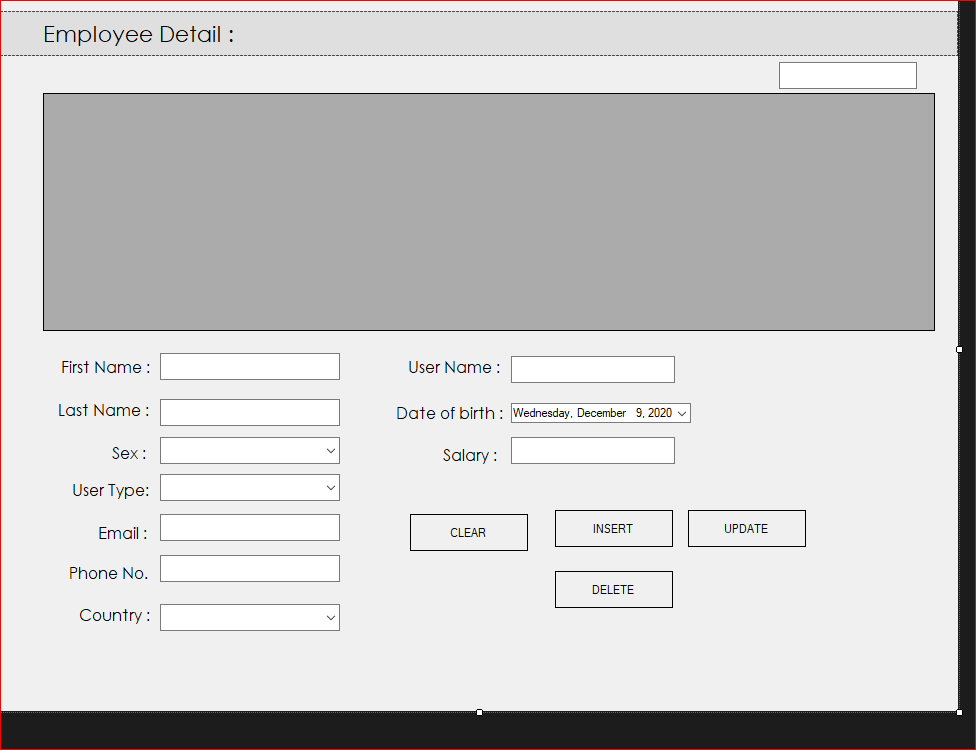 Employee Detail :
First Name :
User Name :
Last Name :
Date of birth :
Wednesday, December 9, 2020
Sex :
Salary :
User Type:
Email :
CLEAR
INSERT
UPDATE
Phone No.
DELETE
Country :